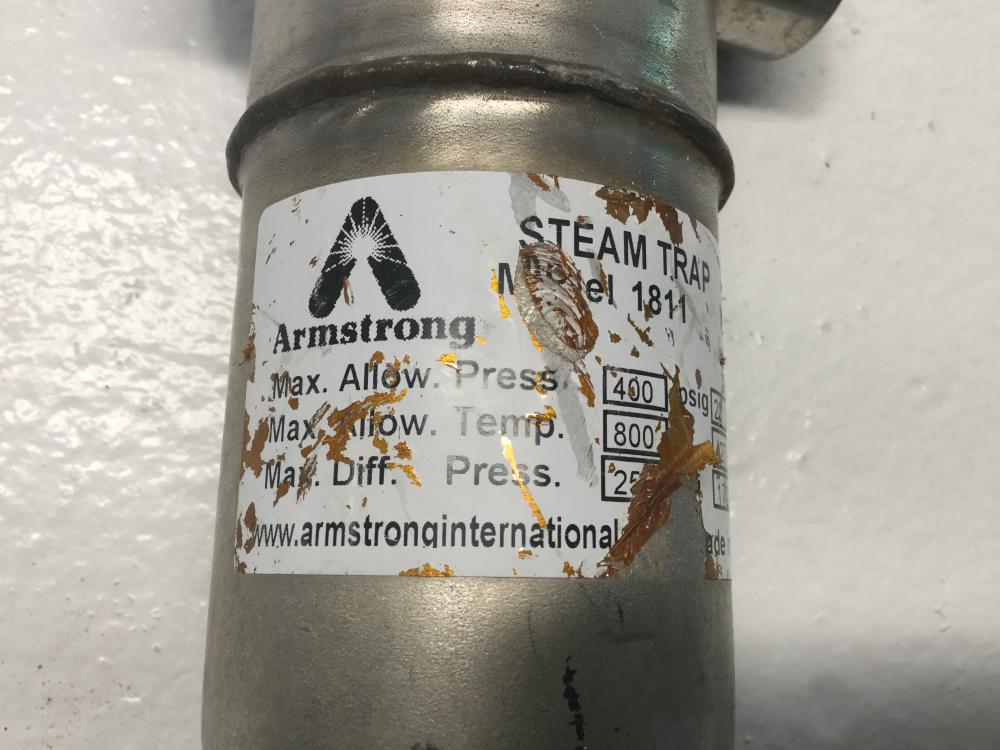 STEAM TRAP
Model 1811
Armstrong
Max. Allow. Press. 400 psig
Max. Allow. Temp. 800
Max. Diff. Press.
www.armstronginternational